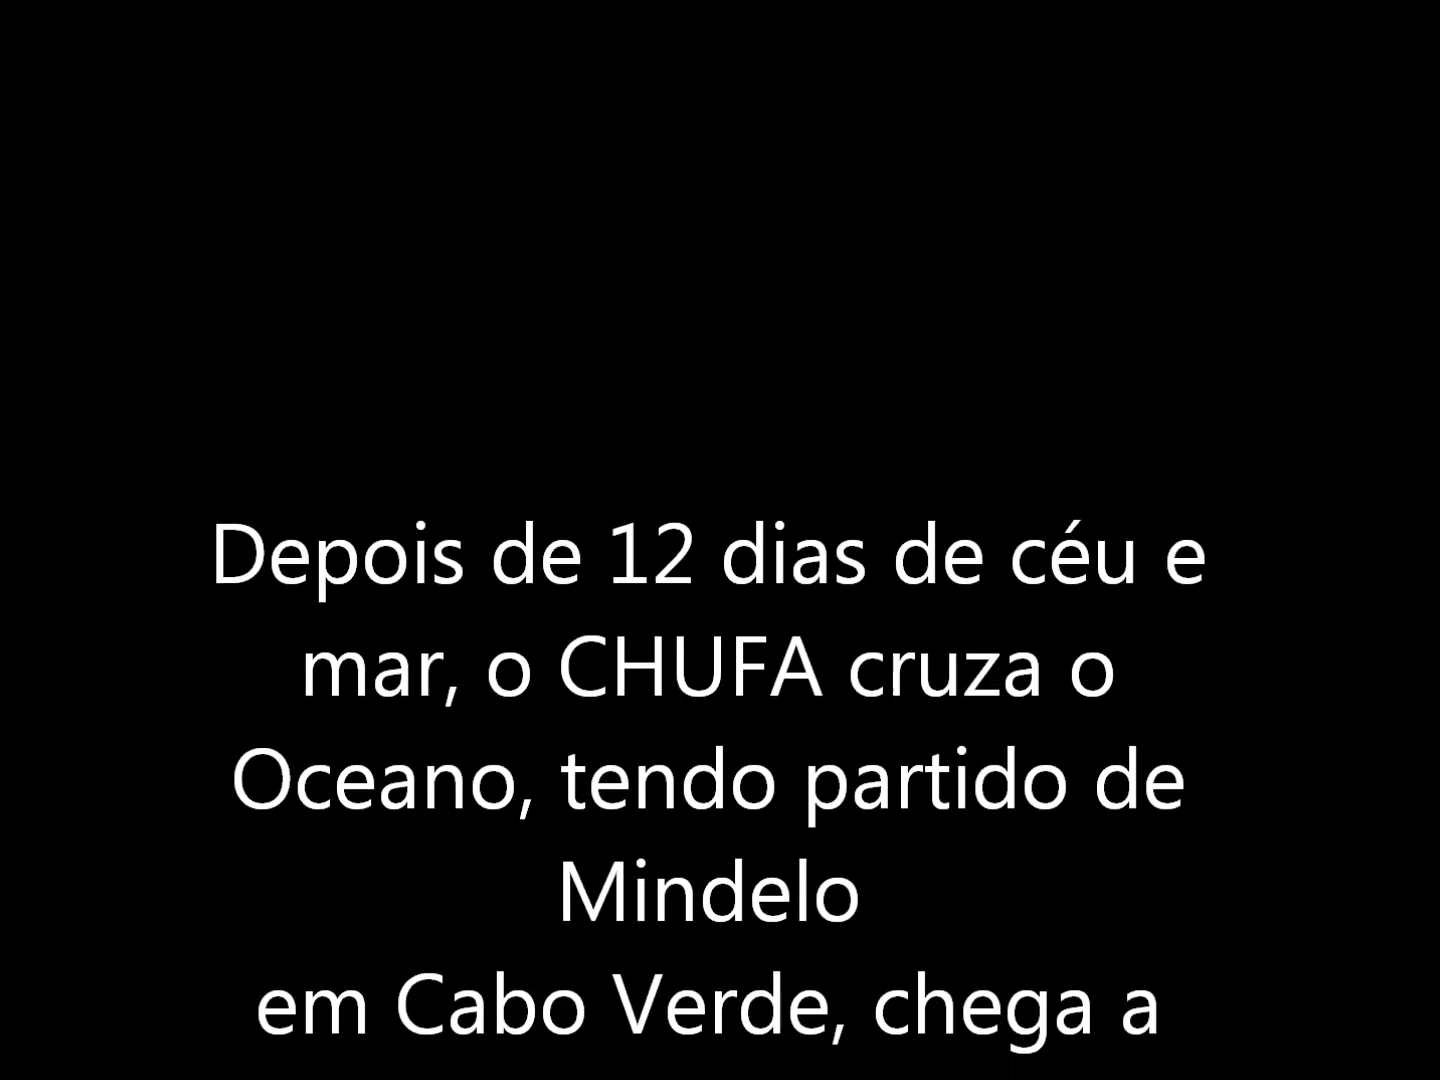 Depois de 12 dias de céu e
mar, o CHUFA cruza o
Oceano, tendo partido de
Mindelo
em Cabo Verde, chega a